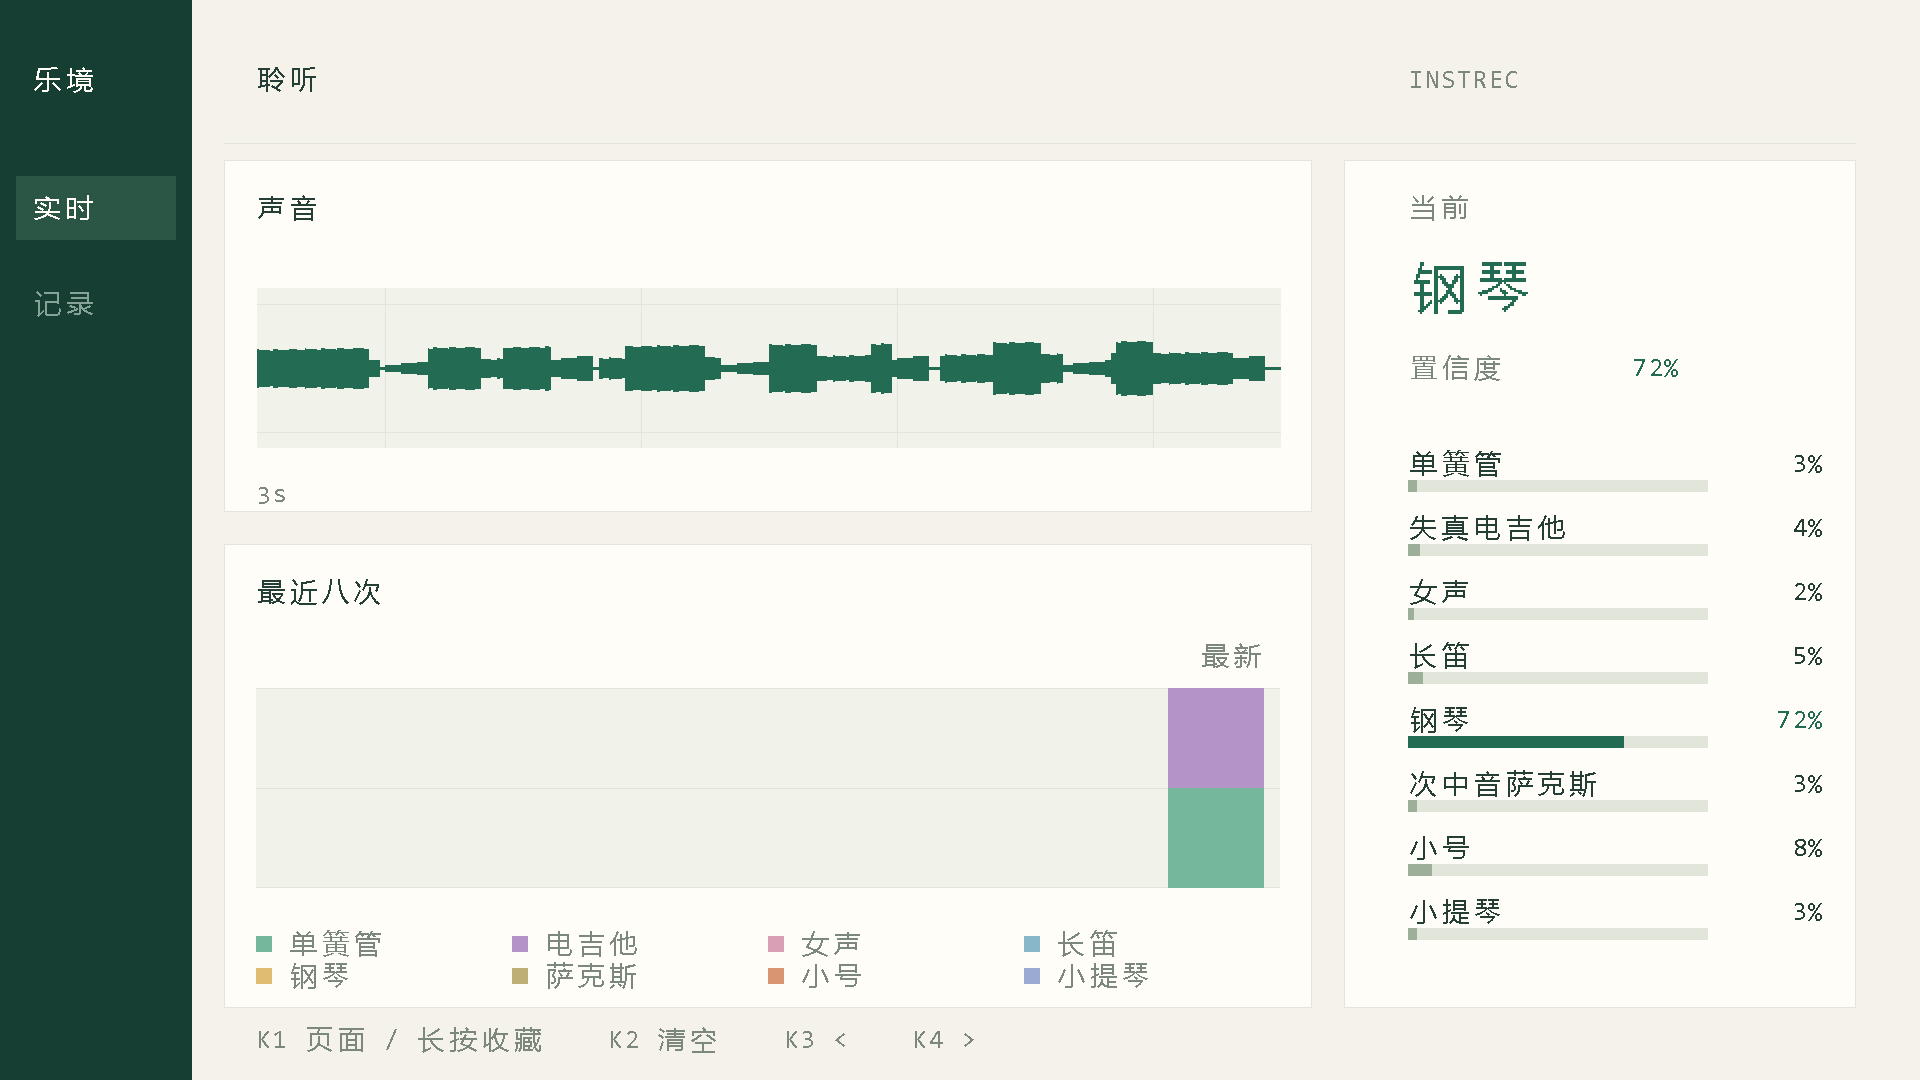 乐境
实时
记录
聆听
INSTREC
声音
3s
最近八次
最新
单簧管 电吉他 女声 长笛
钢琴 萨克斯 小号 小提琴
当前
钢琴
置信度 72%
单簧管 3%
失真电吉他 4%
女声 2%
长笛 5%
钢琴 72%
次中音萨克斯 3%
小号 8%
小提琴 3%
K1 页面 / 长按收藏 K2 清空 K3 < K4 >